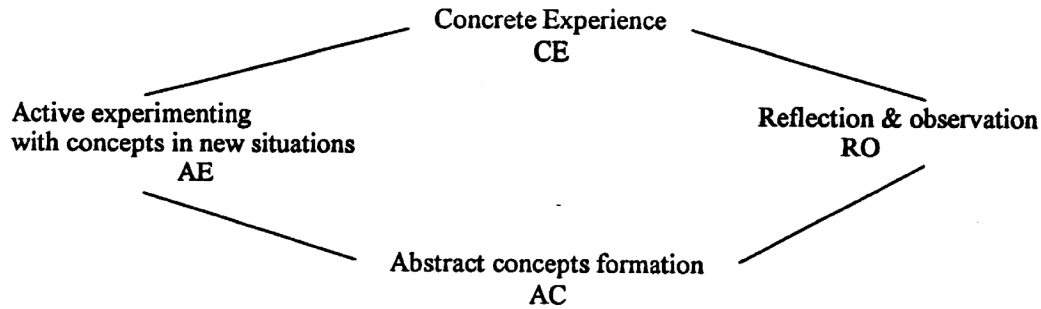 Concrete Experience
CE
Active experimenting
with concepts in new situations
AE
Reflection & observation
RO
Abstract concepts formation
AC